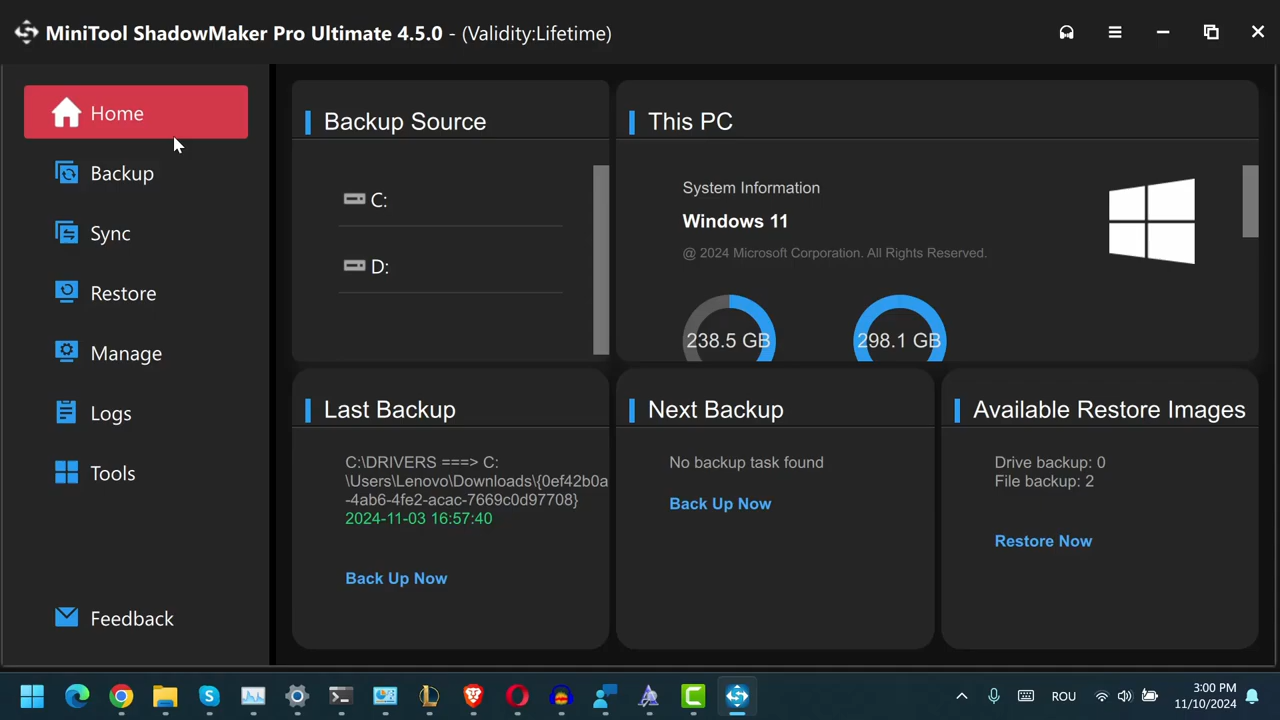 MiniTool ShadowMaker Pro Ultimate 4.5.0 - (Validity:Lifetime)
Home
Backup
Sync
Restore
Manage
Logs
Tools
Feedback
Backup Source
C:
D:
This PC
System Information
Windows 11
@ 2024 Microsoft Corporation. All Rights Reserved.
238.5 GB
298.1 GB
Last Backup
C:\DRIVERS ===> C:
\Users\Lenovo\Downloads\{0ef42b0a
-4ab6-4fe2-acac-7669c0d97708}
2024-11-03 16:57:40
Back Up Now
Next Backup
No backup task found
Back Up Now
Available Restore Images
Drive backup: 0
File backup: 2
Restore Now
ROU
3:00 PM
11/10/2024